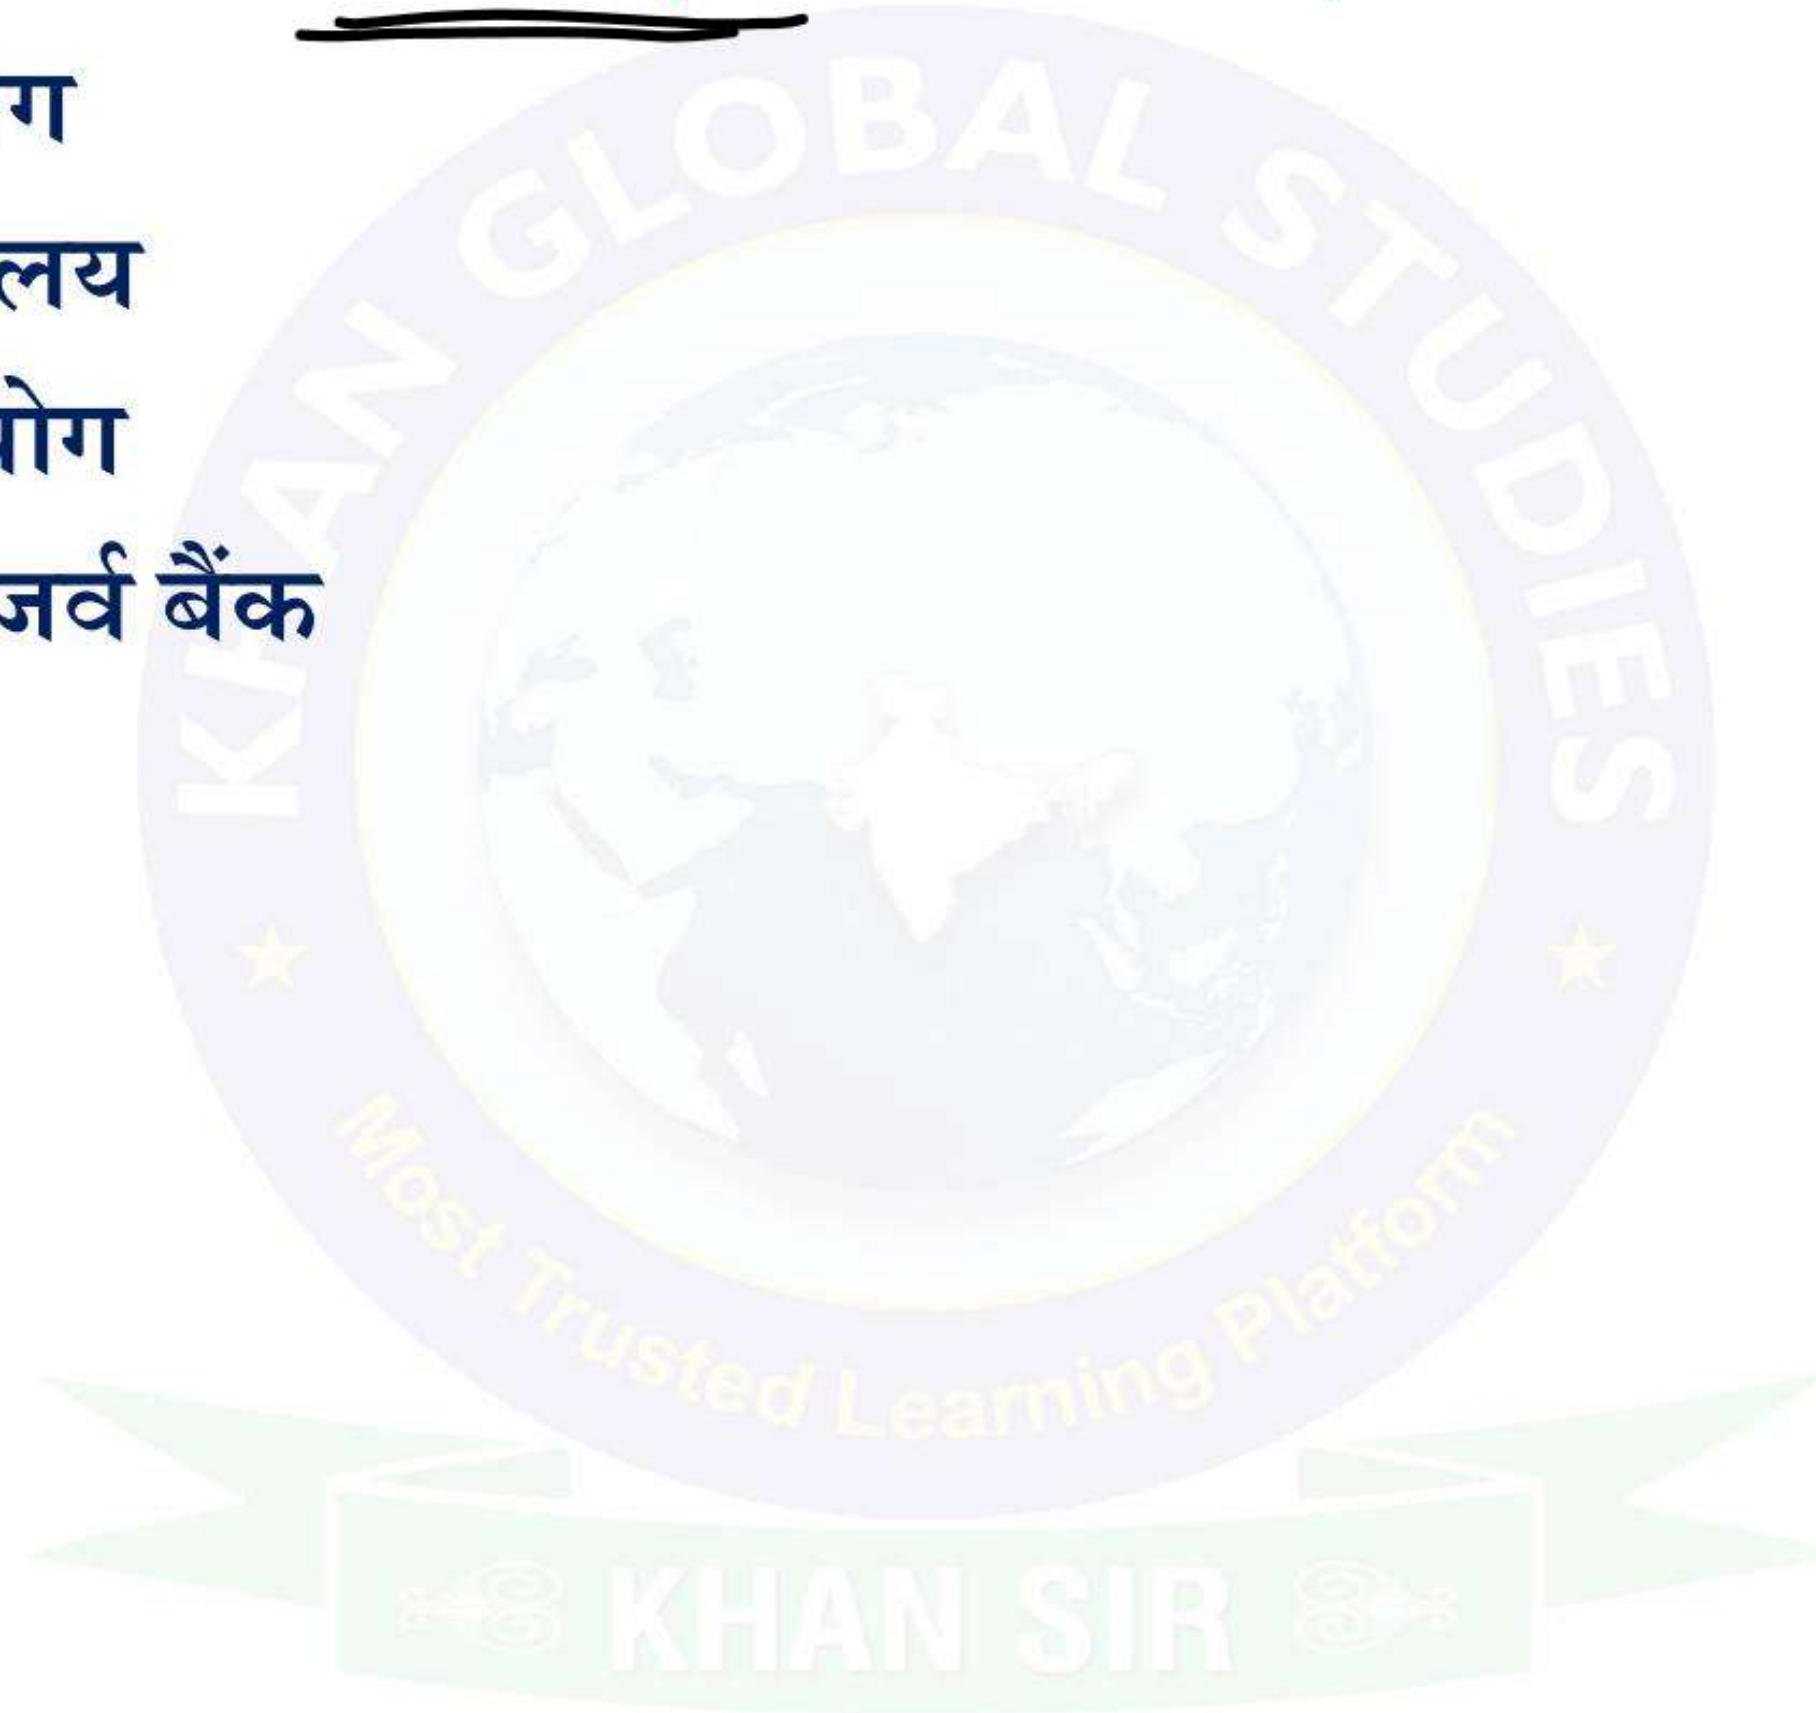 ग
लय
योग
जर्व बैंक
KHAN GLOBAL STUDIES
Most Trusted Learning Platform
KHAN SIR